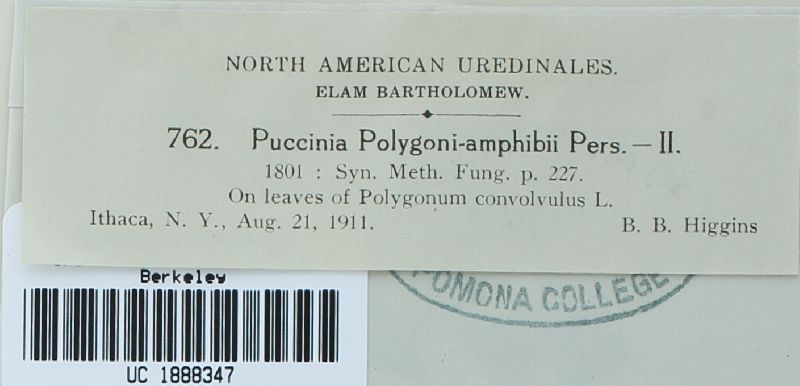 NORTH AMERICAN UREDINALES.
ELAM BARTHOLOMEW.
762. Puccinia Polygoni-amphibii Pers. — II.
1801 : Syn. Meth. Fung. p. 227.
On leaves of Polygonum convolvulus L.
Ithaca, N. Y., Aug. 21, 1911. B. B. Higgins
Berkeley
UC 1888347
POMONA COLLEGE